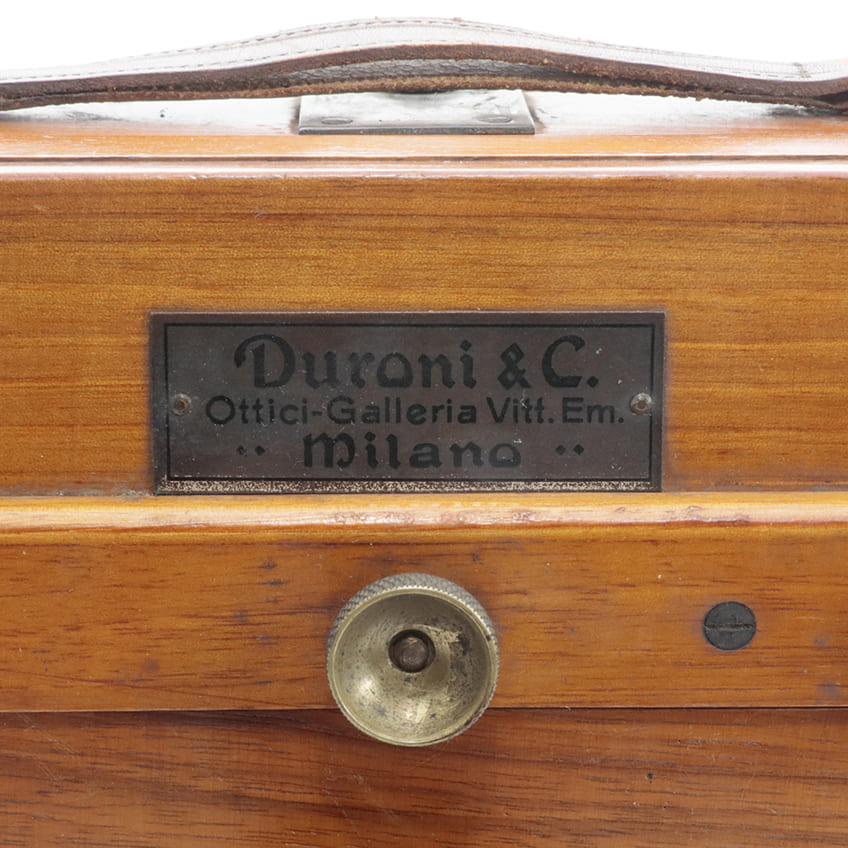 Duroni & C.
Ottici-Galleria Vitt. Em.
Milano